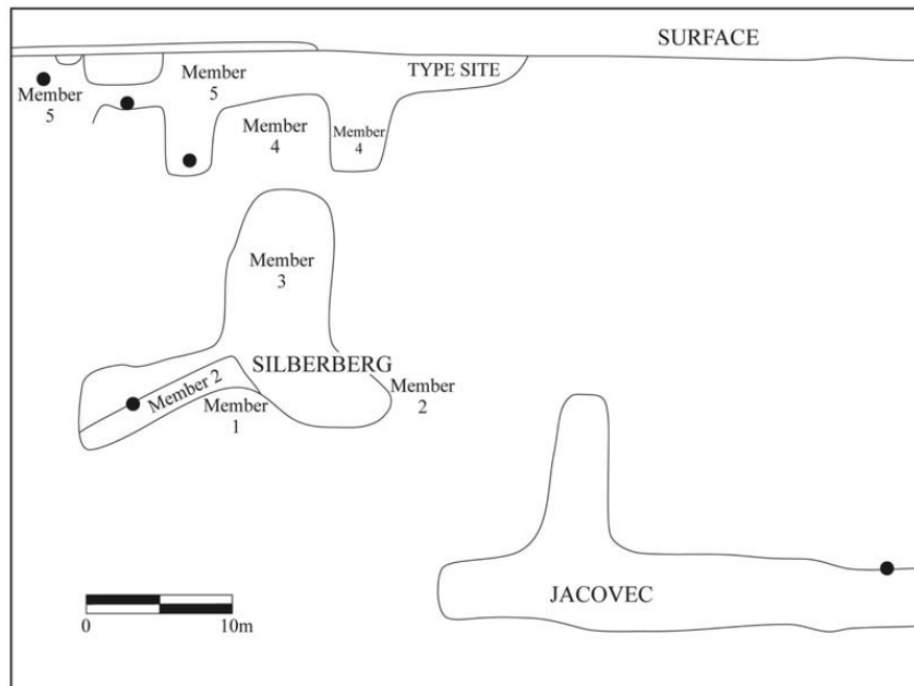 SURFACE
TYPE SITE
Member
5
Member
5
Member
4
Member
4
Member
3
SILBERBERG
Member 2
Member
1
Member
2
JACOVEC
0
10m